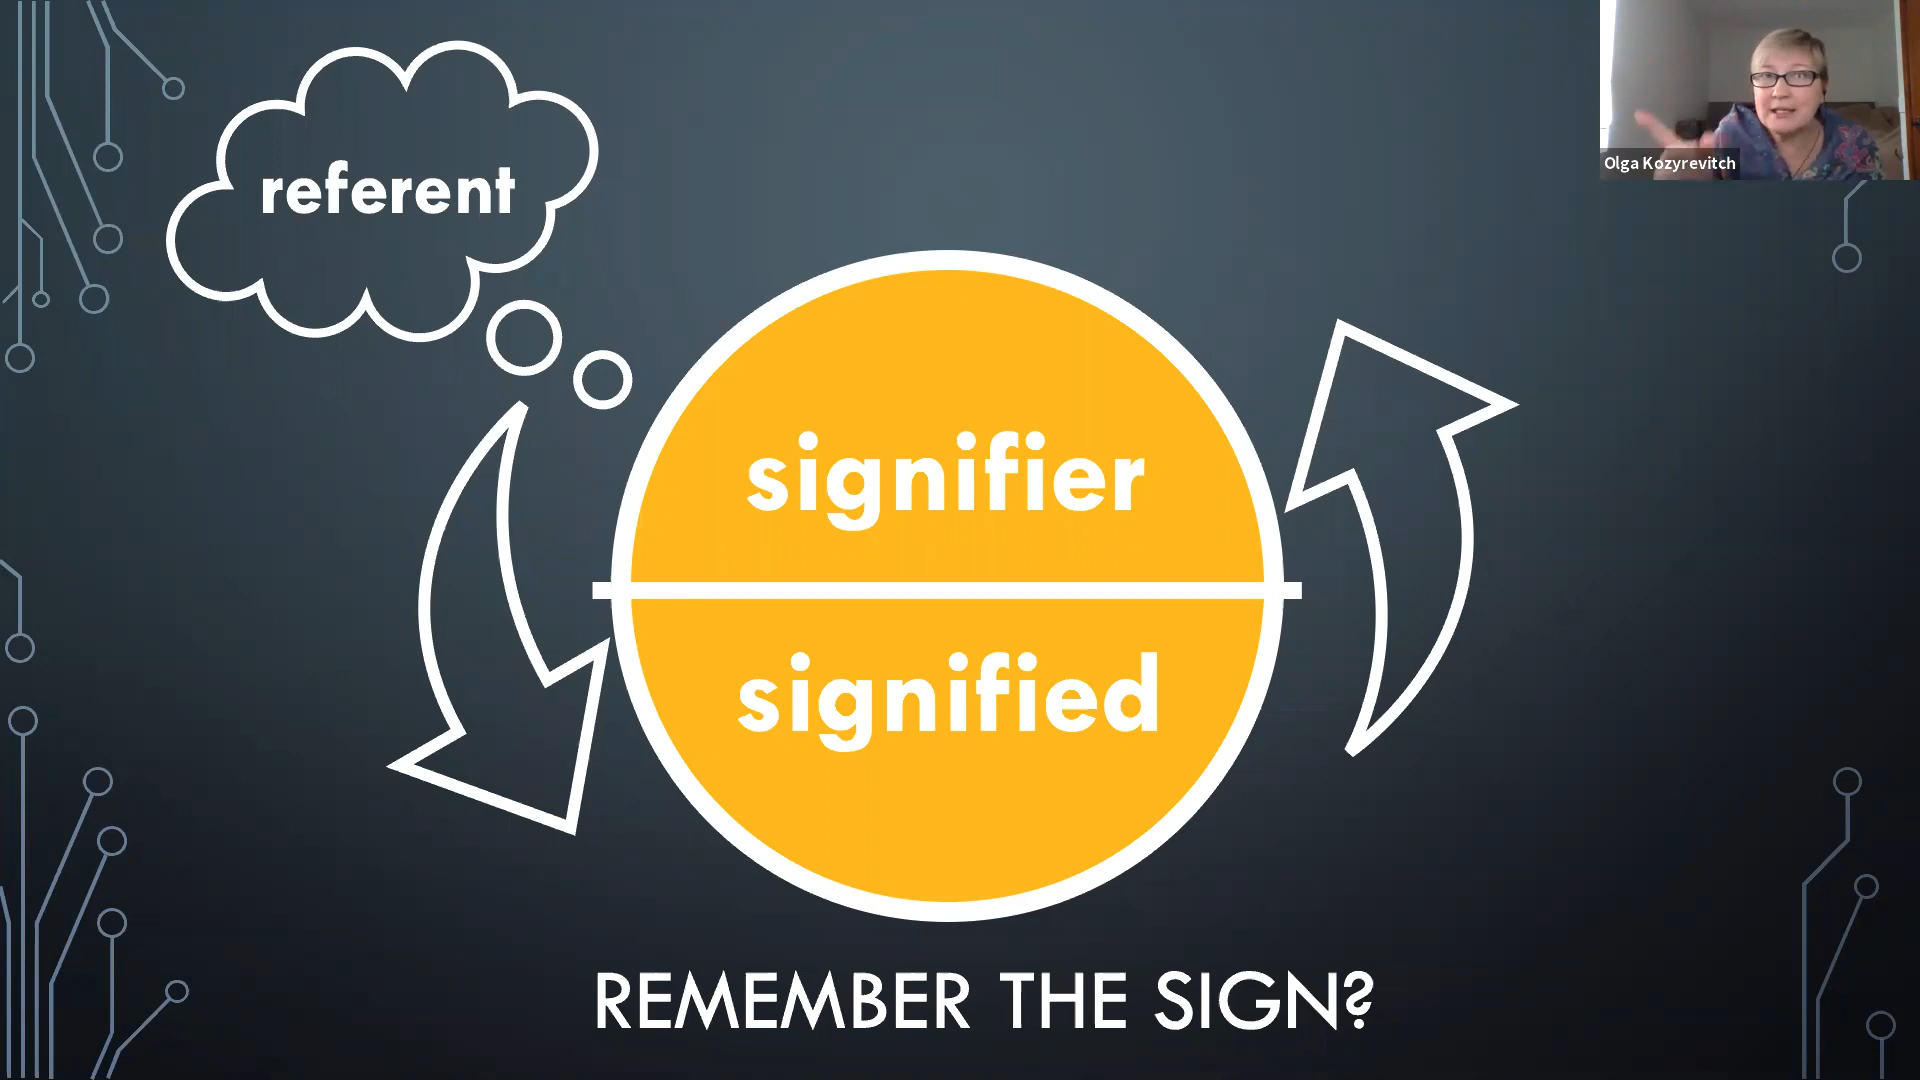 referent
Olga Kozyrevitch
signifier
signified
REMEMBER THE SIGN?